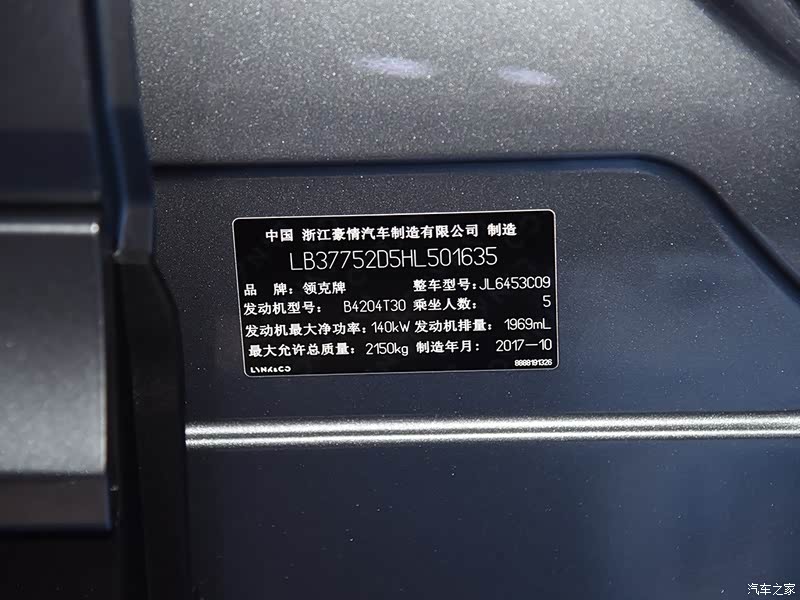 中国 浙江豪情汽车制造有限公司 制造
LB37752D5HL501635
品 牌：领克牌 整车型号：JL6453C09
发动机型号： B4204T30 乘坐人数： 5
发动机最大净功率：140kW 发动机排量： 1969mL
最大允许总质量： 2150kg 制造年月： 2017-10
LYNK&CO 8888191326
汽车之家